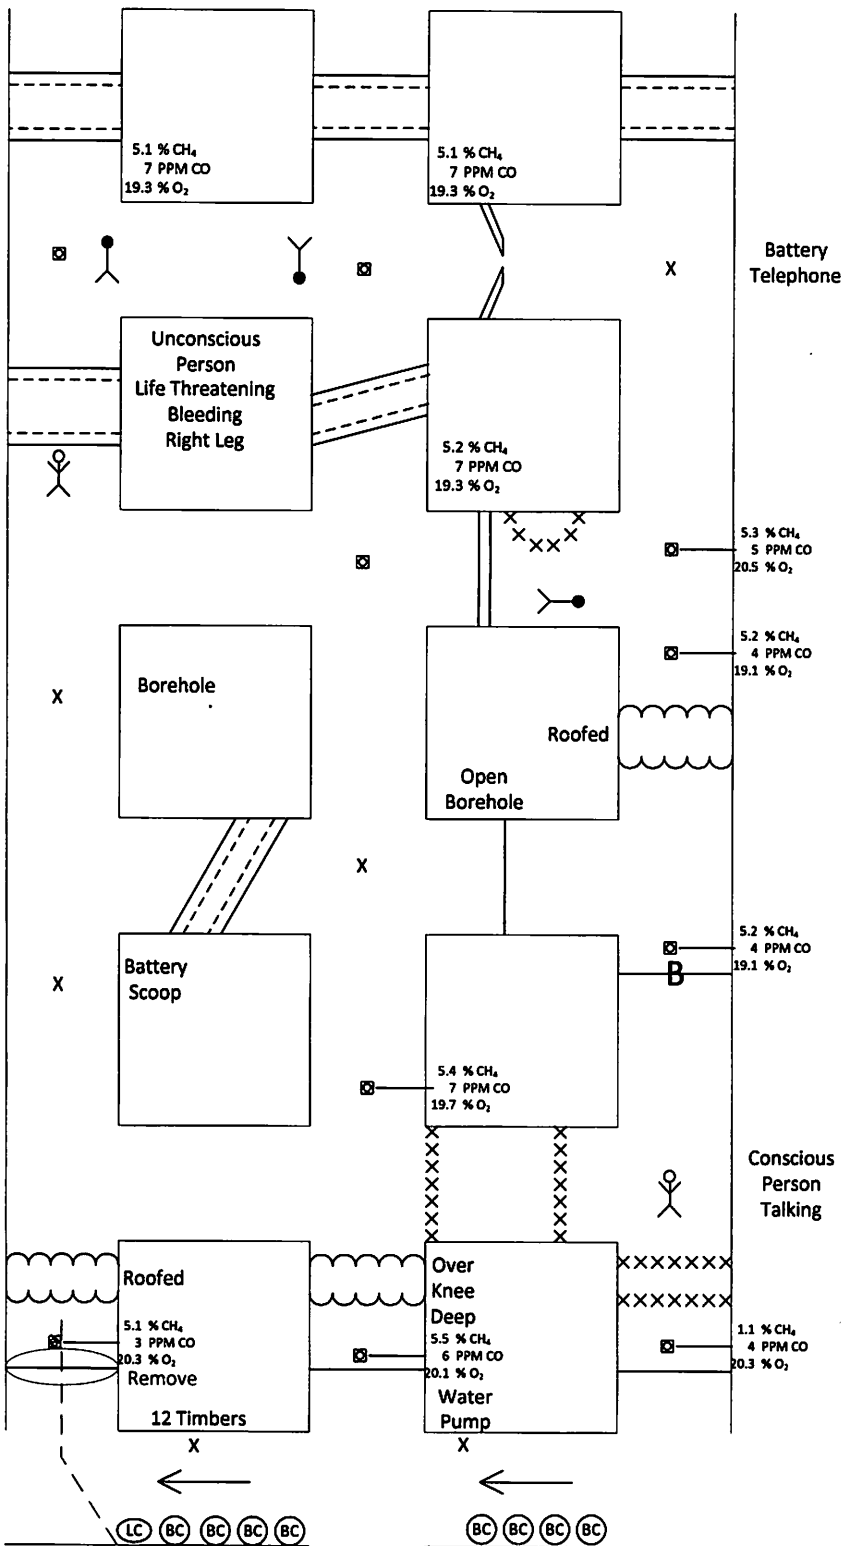 5.1 % CH₄
7 PPM CO
19.3 % O₂
5.1 % CH₄
7 PPM CO
19.3 % O₂
X
Battery
Telephone
Unconscious
Person
Life Threatening
Bleeding
Right Leg
5.2 % CH₄
7 PPM CO
19.3 % O₂
5.3 % CH₄
5 PPM CO
20.5 % O₂
5.2 % CH₄
4 PPM CO
19.1 % O₂
Borehole
X
Roofed
Open
Borehole
X
5.2 % CH₄
4 PPM CO
19.1 % O₂
B
Battery
Scoop
X
5.4 % CH₄
7 PPM CO
19.7 % O₂
Conscious
Person
Talking
Roofed
Over
Knee
Deep
5.1 % CH₄
3 PPM CO
20.3 % O₂
5.5 % CH₄
6 PPM CO
20.1 % O₂
1.1 % CH₄
4 PPM CO
20.3 % O₂
Remove
12 Timbers
Water
Pump
X
X
LC BC BC BC BC
BC BC BC BC